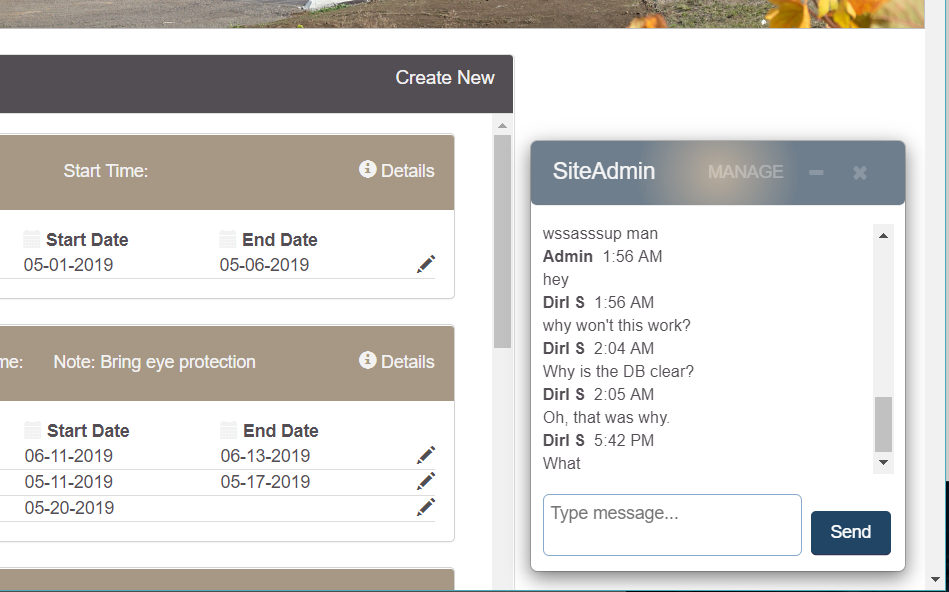 Create New
Start Time: Details
Start Date End Date
05-01-2019 05-06-2019
me: Note: Bring eye protection Details
Start Date End Date
06-11-2019 06-13-2019
05-11-2019 05-17-2019
05-20-2019
SiteAdmin MANAGE
wssasssup man
Admin 1:56 AM
hey
Dirl S 1:56 AM
why won't this work?
Dirl S 2:04 AM
Why is the DB clear?
Dirl S 2:05 AM
Oh, that was why.
Dirl S 5:42 PM
What
Type message...
Send